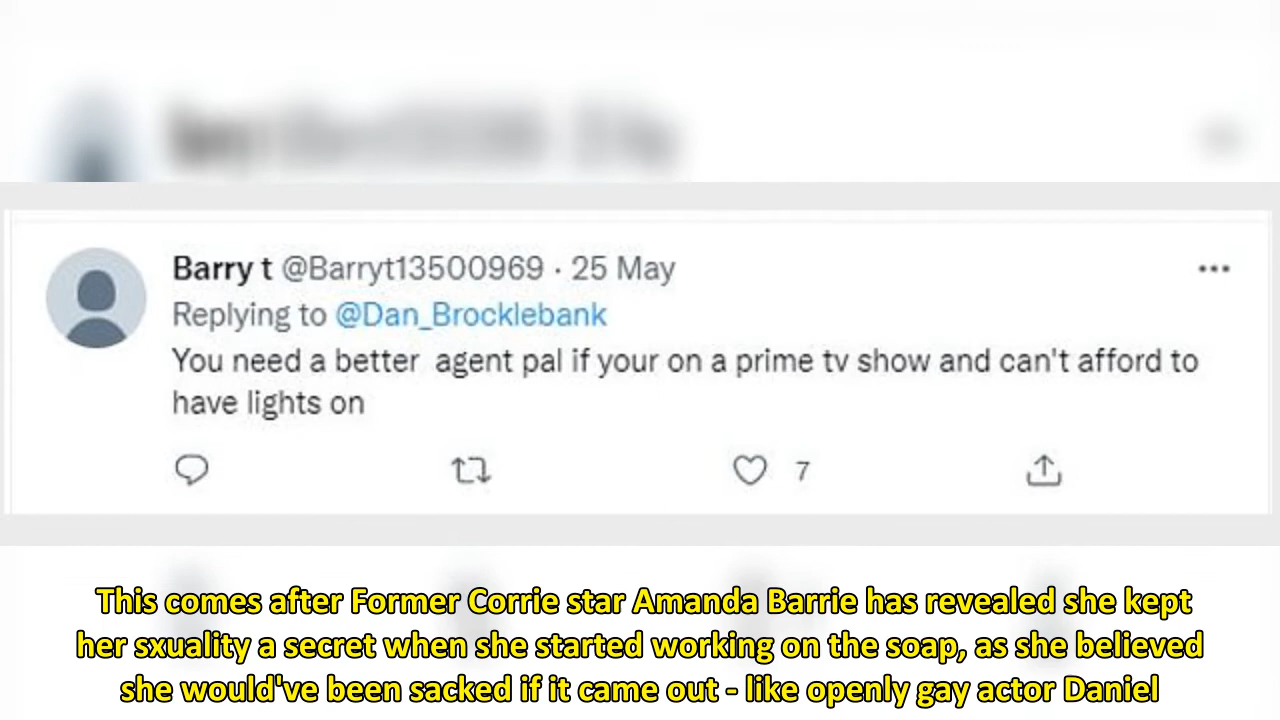 Barry t @Barryt13500969 · 25 May
Replying to @Dan_Brocklebank
You need a better agent pal if your on a prime tv show and can't afford to
have lights on
7
This comes after Former Corrie star Amanda Barrie has revealed she kept
her sxuality a secret when she started working on the soap, as she believed
she would've been sacked if it came out - like openly gay actor Daniel